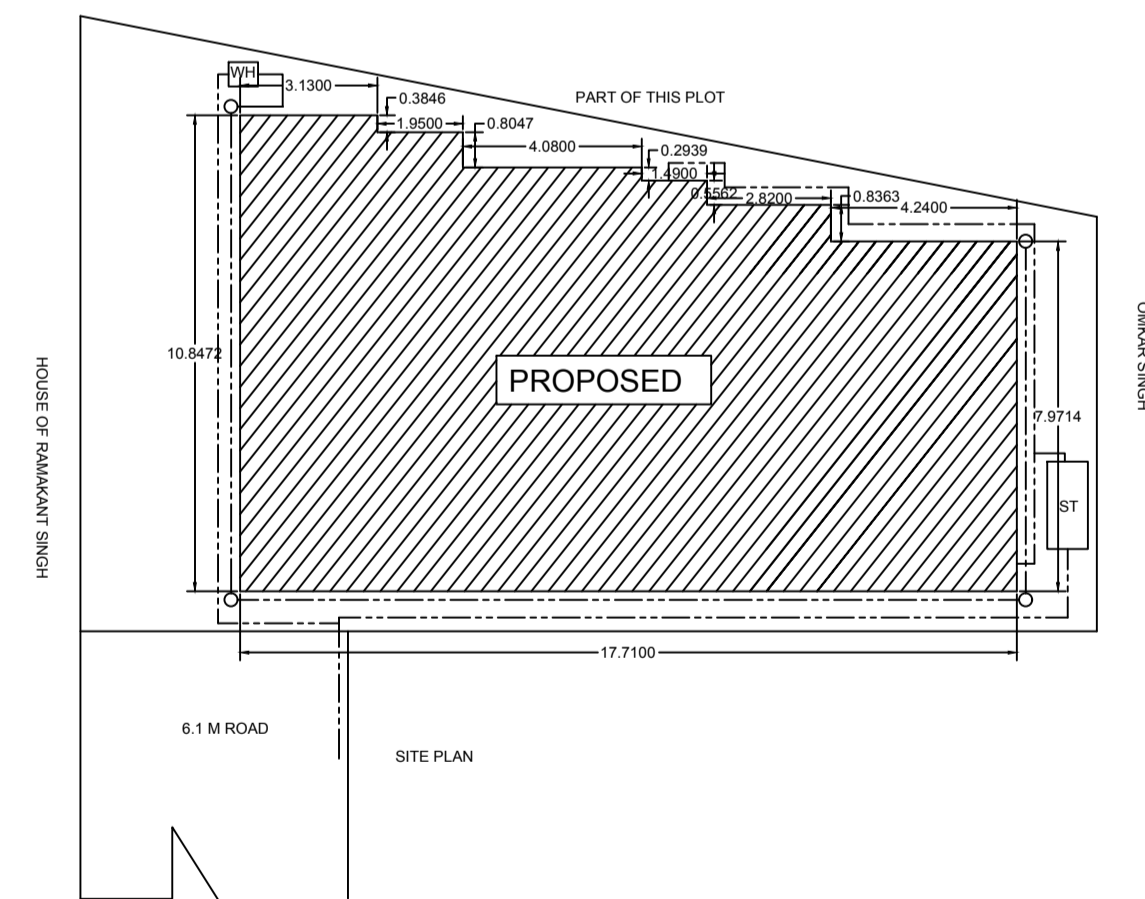 WH
3.1300
0.3846
PART OF THIS PLOT
1.9500
0.8047
4.0800
0.2939
1.4900
0.5562
2.8200
0.8363
4.2400
OMKAR SINGH
10.8472
PROPOSED
HOUSE OF RAMAKANT SINGH
7.9714
ST
17.7100
6.1 M ROAD
SITE PLAN